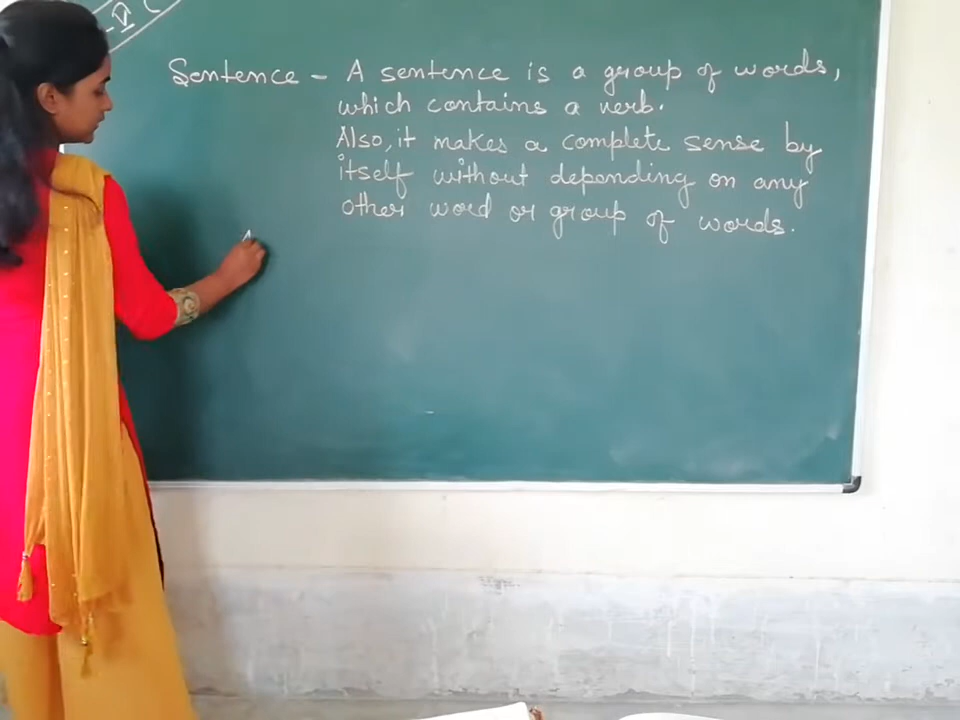 Sentence - A sentence is a group of words,
which contains a verb.
Also, it makes a complete sense by
itself without depending on any
other word or group of words.